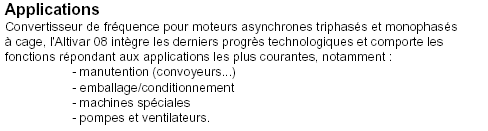 Applications
Convertisseur de fréquence pour moteurs asynchrones triphasés et monophasés
à cage, l'Altivar 08 intègre les derniers progrès technologiques et comporte les
fonctions répondant aux applications les plus courantes, notamment :
- manutention (convoyeurs...)
- emballage/conditionnement
- machines spéciales
- pompes et ventilateurs.